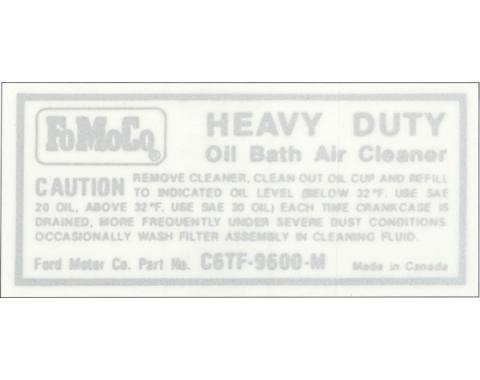 FoMoCo®
HEAVY DUTY
Oil Bath Air Cleaner
CAUTION REMOVE CLEANER, CLEAN OUT OIL CUP AND REFILL
TO INDICATED OIL LEVEL (BELOW 32°F. USE SAE
20 OIL, ABOVE 32°F. USE SAE 30 OIL) EACH TIME CRANKCASE IS
DRAINED, MORE FREQUENTLY UNDER SEVERE DUST CONDITIONS.
OCCASIONALLY WASH FILTER ASSEMBLY IN CLEANING FLUID.
Ford Motor Co. Part No. C6TF-9600-M Made in Canada